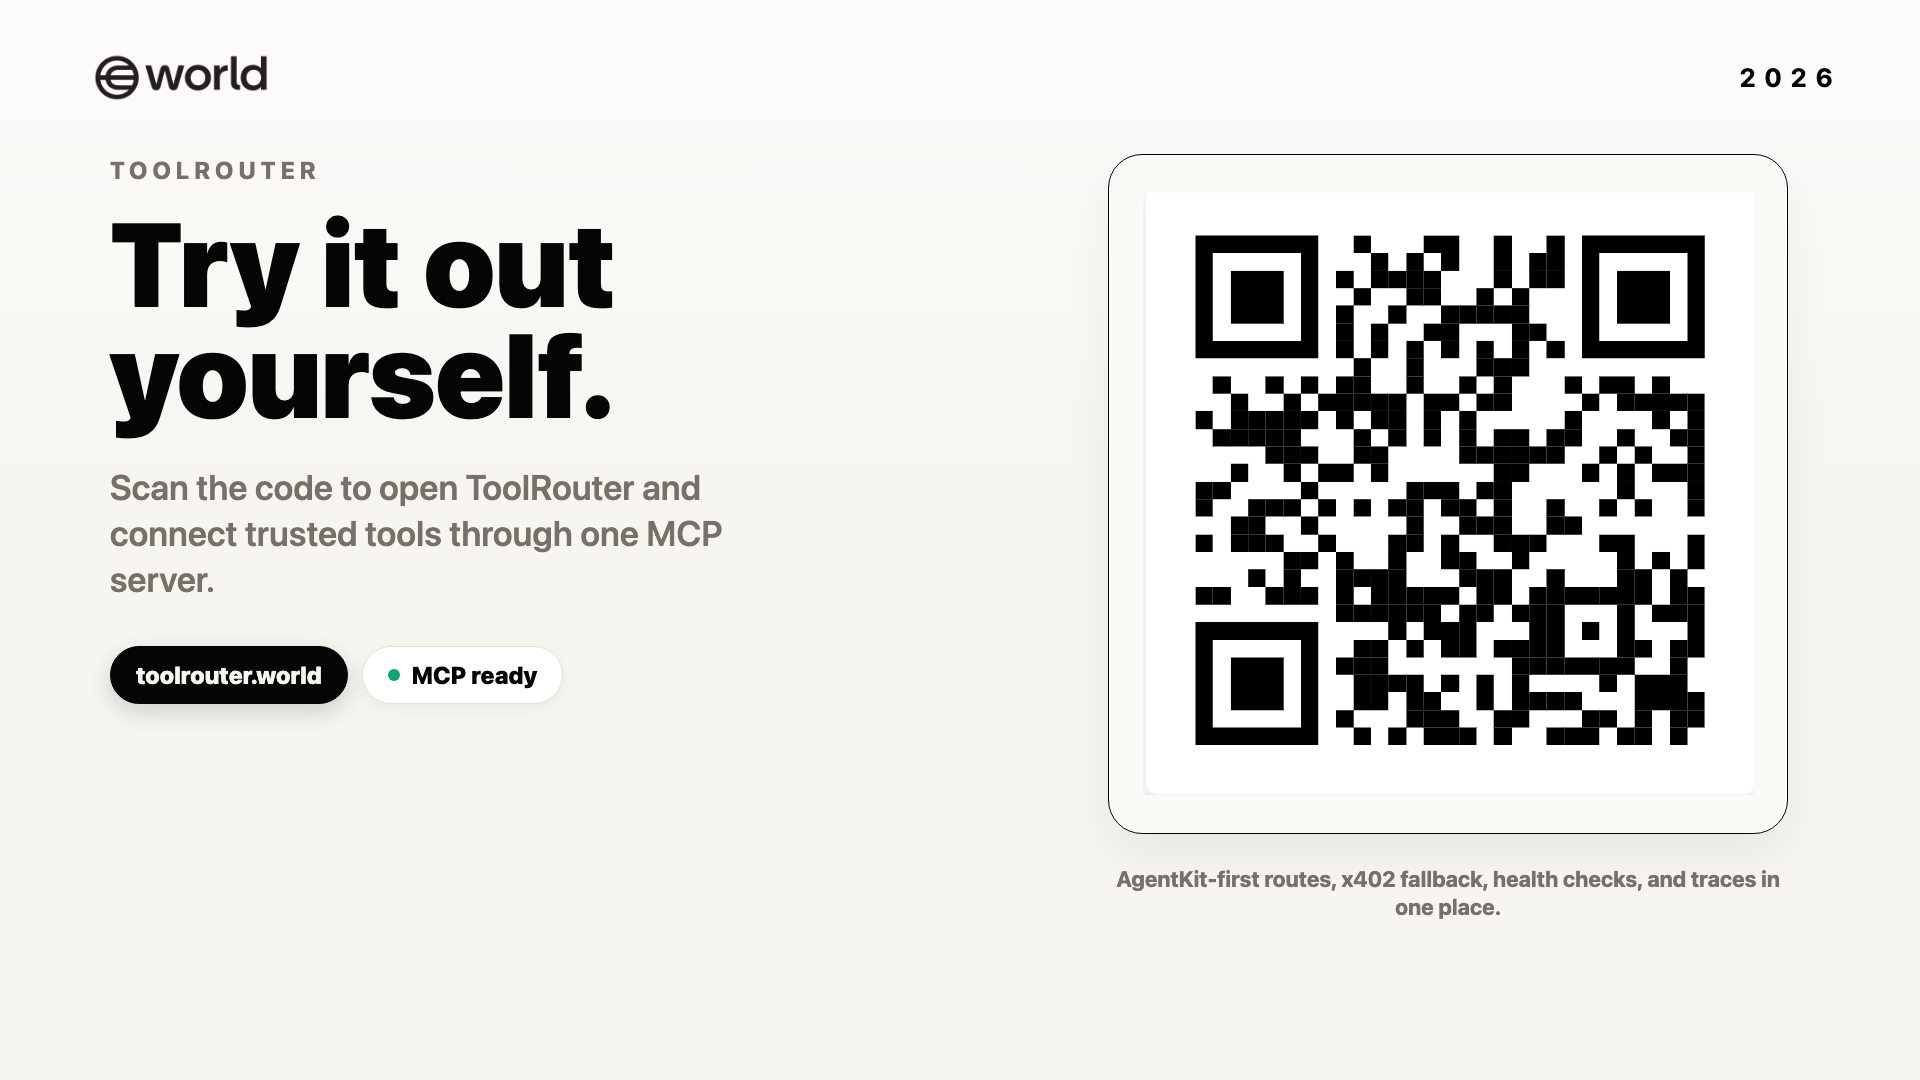 world
2026
TOOLROUTER
Try it out
yourself.
Scan the code to open ToolRouter and
connect trusted tools through one MCP
server.
toolrouter.world
MCP ready
AgentKit-first routes, x402 fallback, health checks, and traces in
one place.